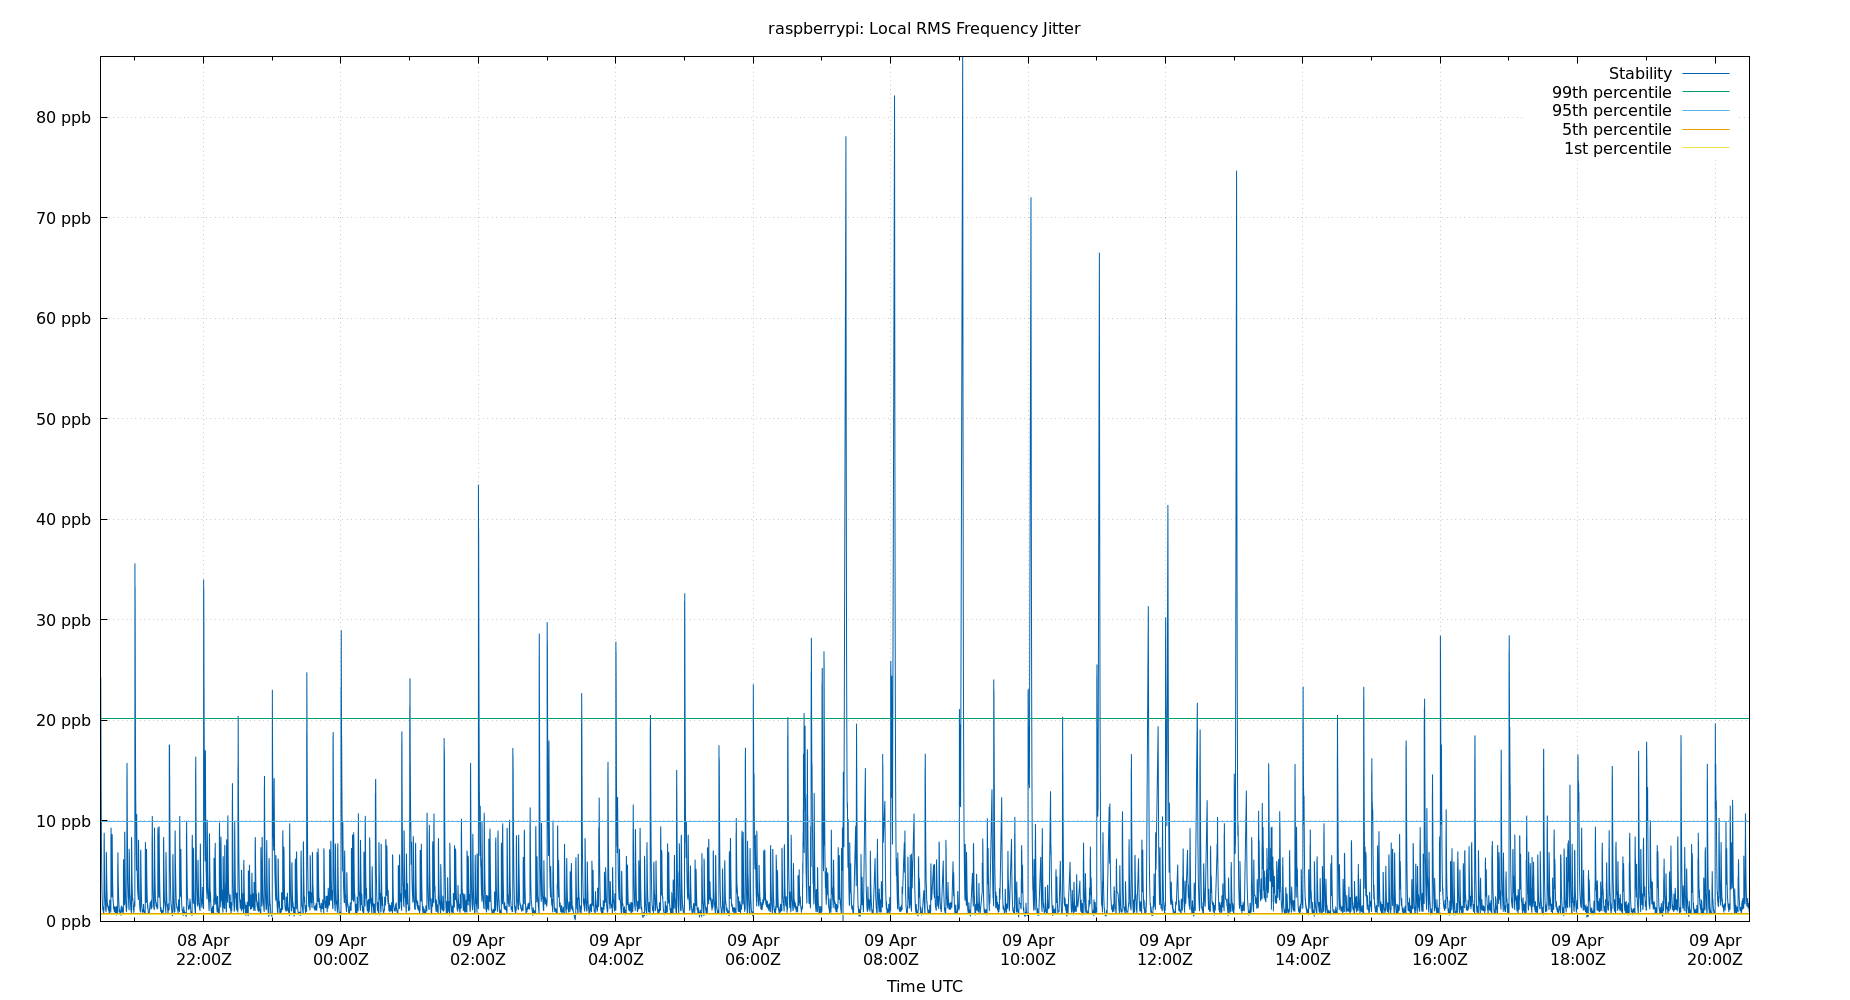 raspberrypi: Local RMS Frequency Jitter
Stability
99th percentile
95th percentile
5th percentile
1st percentile
80 ppb
70 ppb
60 ppb
50 ppb
40 ppb
30 ppb
20 ppb
10 ppb
0 ppb
08 Apr 09 Apr 09 Apr 09 Apr 09 Apr 09 Apr 09 Apr 09 Apr 09 Apr 09 Apr 09 Apr 09 Apr
22:00Z 00:00Z 02:00Z 04:00Z 06:00Z 08:00Z 10:00Z 12:00Z 14:00Z 16:00Z 18:00Z 20:00Z
Time UTC